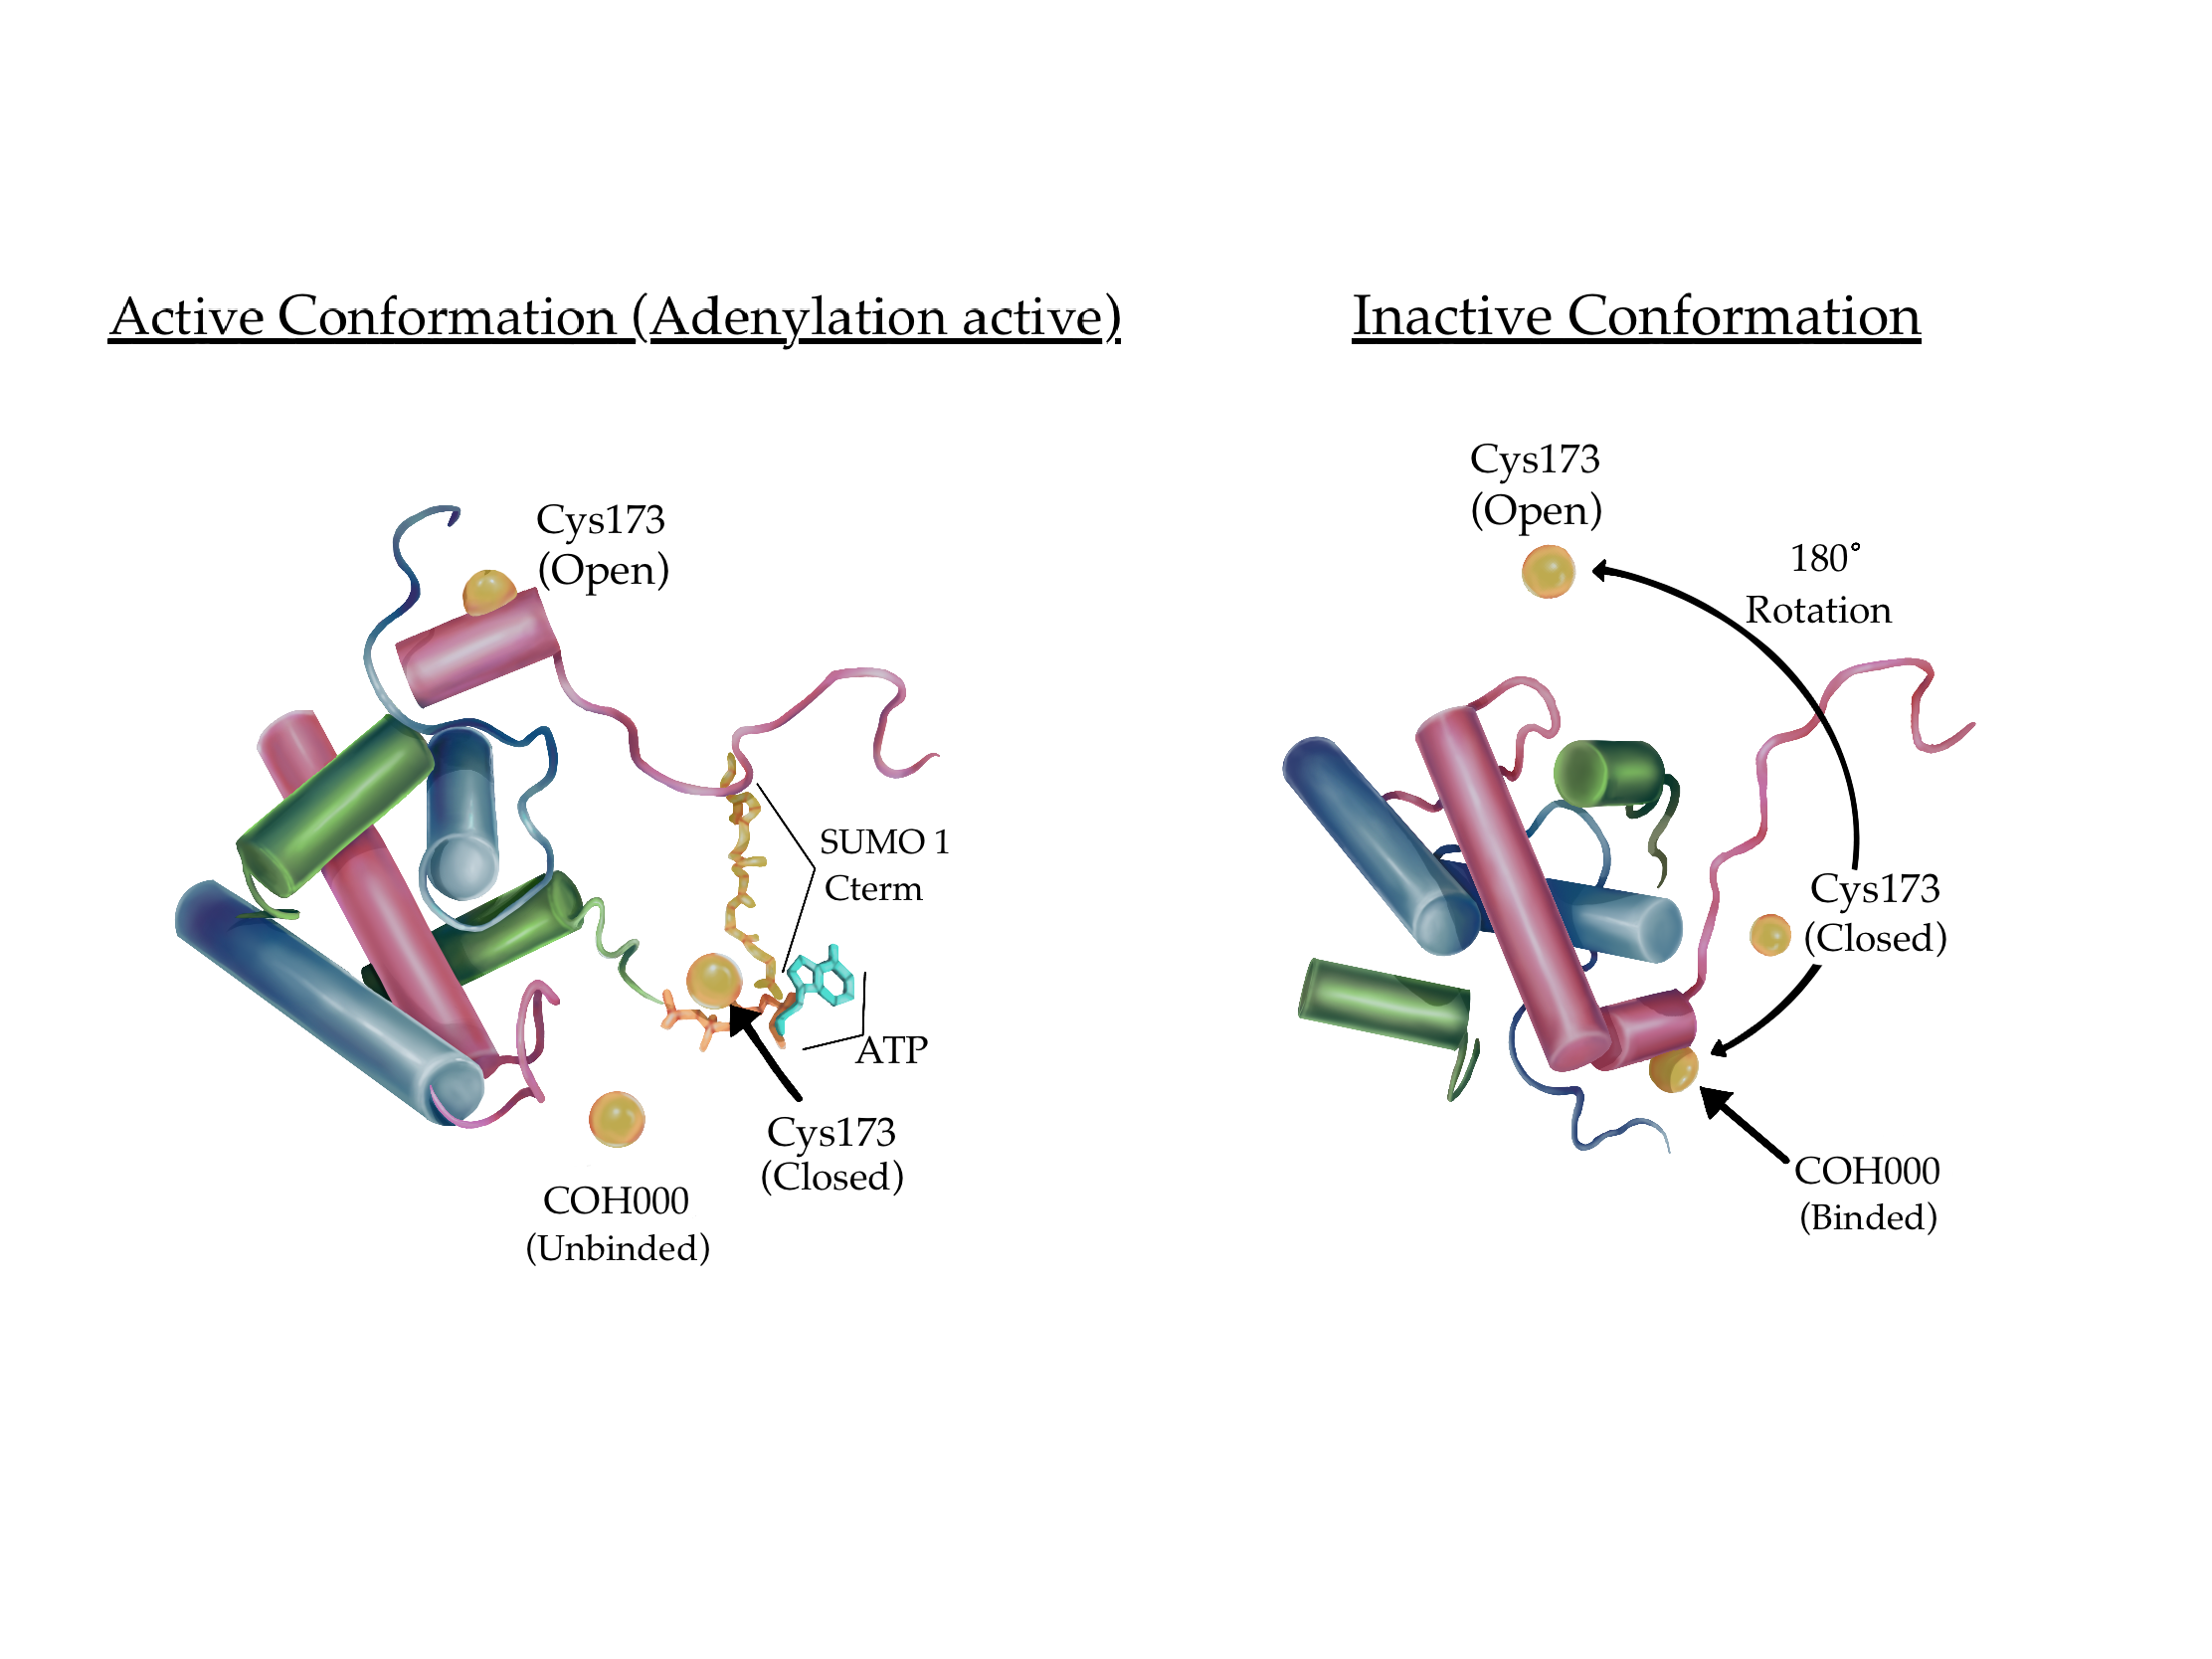 Active Conformation (Adenylation active)
Cys173
(Open)
SUMO 1
Cterm
ATP
Cys173
(Closed)
COH000
(Unbinded)
Inactive Conformation
Cys173
(Open)
180°
Rotation
Cys173
(Closed)
COH000
(Binded)